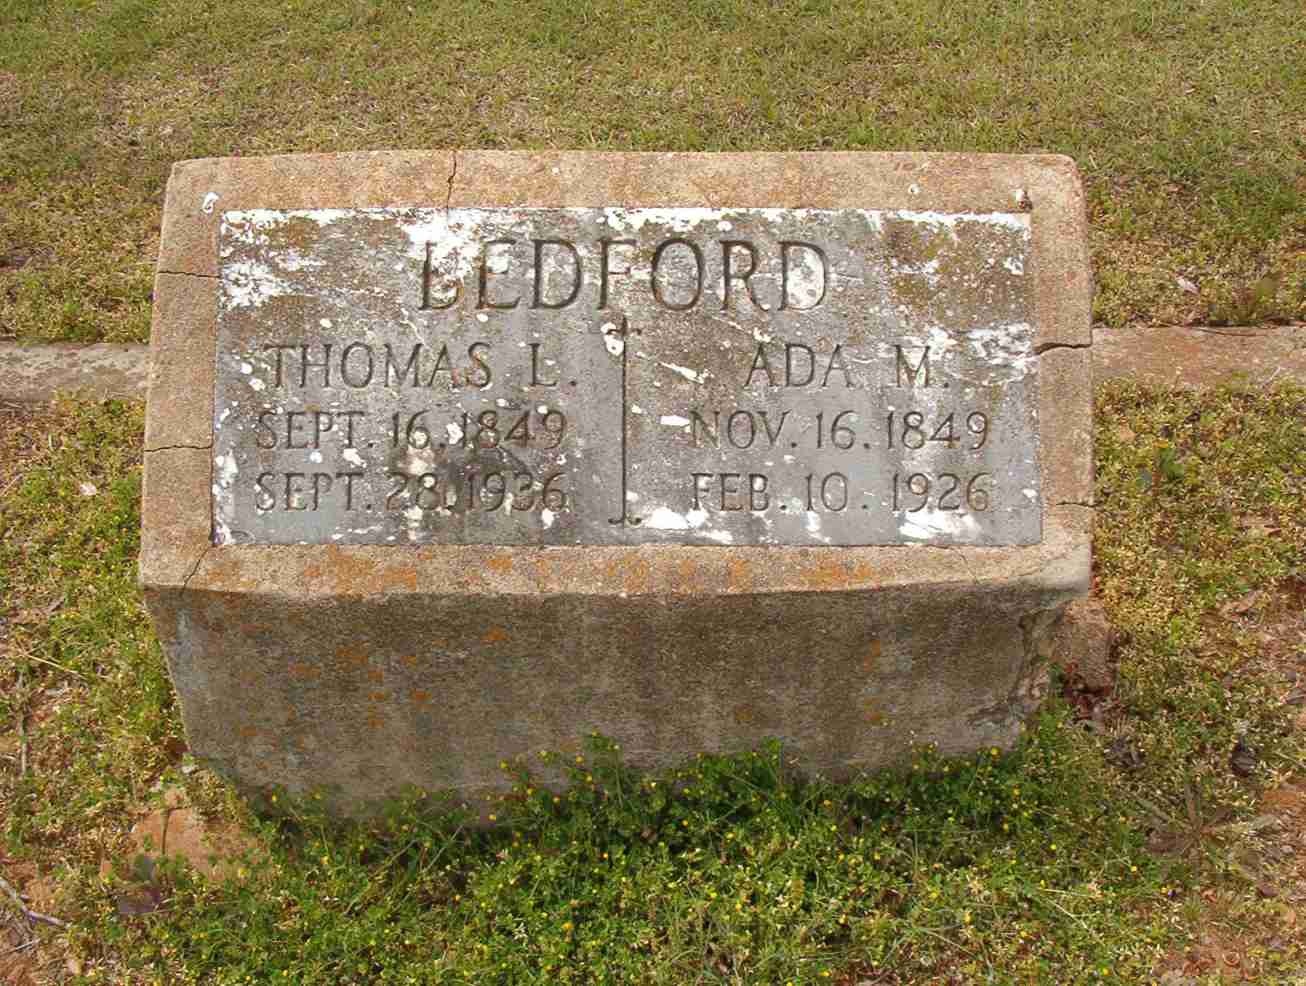 LEDFORD
THOMAS L. ADA M.
SEPT. 16. 1849 NOV. 16. 1849
SEPT. 28. 1936 FEB. 10. 1926